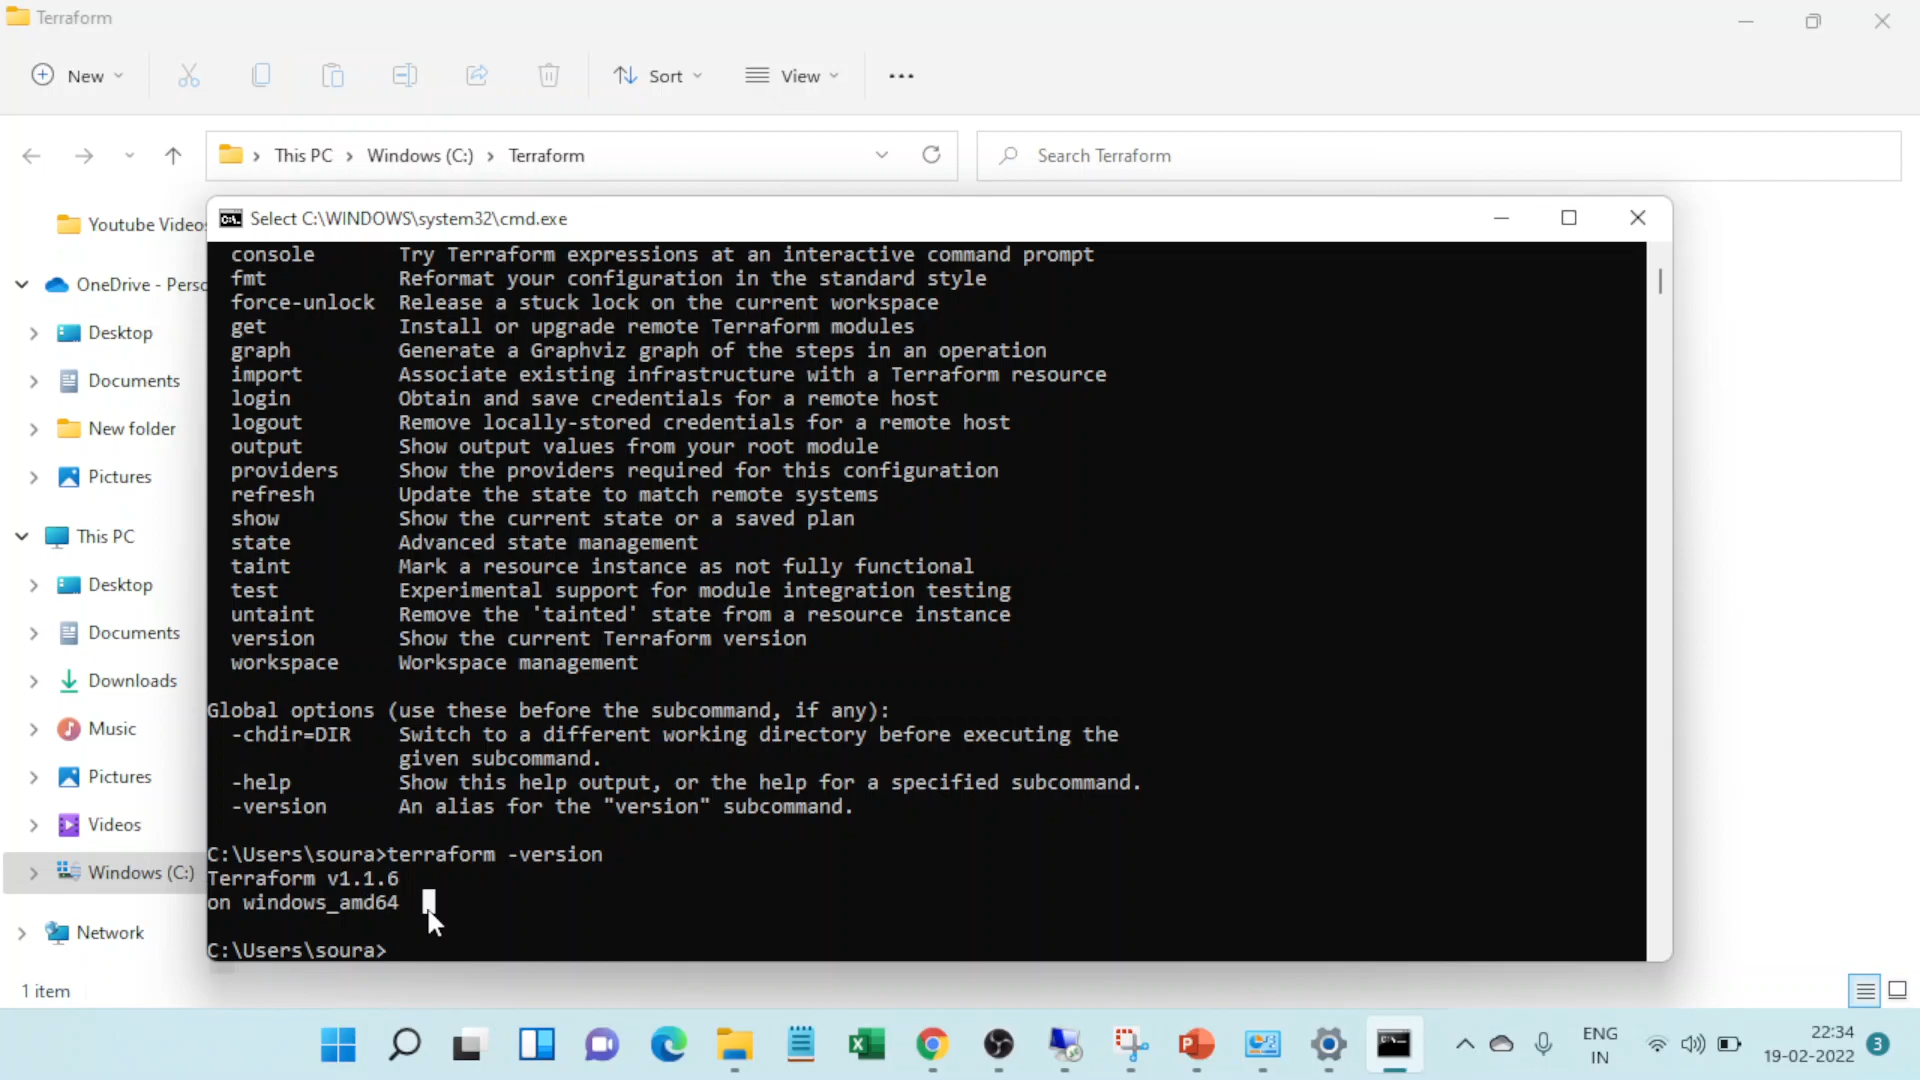 Terraform
New
Sort
View
This PC
Windows (C:)
Terraform
Search Terraform
Youtube Video
OneDrive - Perso
Desktop
Documents
New folder
Pictures
This PC
Desktop
Documents
Downloads
Music
Pictures
Videos
Windows (C:)
Network
1 item
Select C:\WINDOWS\system32\cmd.exe
console Try Terraform expressions at an interactive command prompt
fmt Reformat your configuration in the standard style
force-unlock Release a stuck lock on the current workspace
get Install or upgrade remote Terraform modules
graph Generate a Graphviz graph of the steps in an operation
import Associate existing infrastructure with a Terraform resource
login Obtain and save credentials for a remote host
logout Remove locally-stored credentials for a remote host
output Show output values from your root module
providers Show the providers required for this configuration
refresh Update the state to match remote systems
show Show the current state or a saved plan
state Advanced state management
taint Mark a resource instance as not fully functional
test Experimental support for module integration testing
untaint Remove the 'tainted' state from a resource instance
version Show the current Terraform version
workspace Workspace management
Global options (use these before the subcommand, if any):
-chdir=DIR Switch to a different working directory before executing the
given subcommand.
-help Show this help output, or the help for a specified subcommand.
-version An alias for the "version" subcommand.
C:\Users\soura>terraform -version
Terraform v1.1.6
on windows_amd64
C:\Users\soura>
ENG
IN
22:34
19-02-2022
3